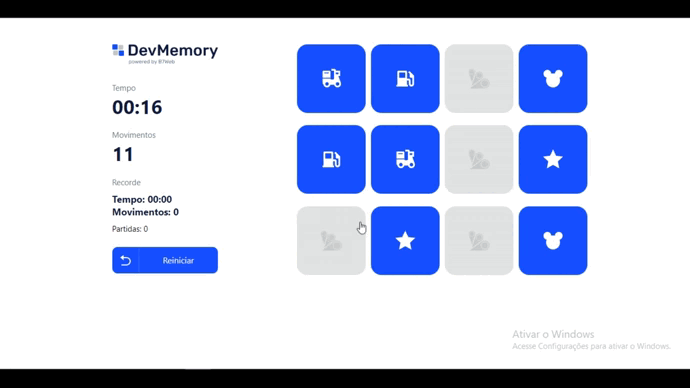 DevMemory
powered by B7Web
Tempo
00:16
Movimentos
11
Recorde
Tempo: 00:00
Movimentos: 0
Partidas: 0
Reiniciar
Ativar o Windows
Acesse Configurações para ativar o Windows.